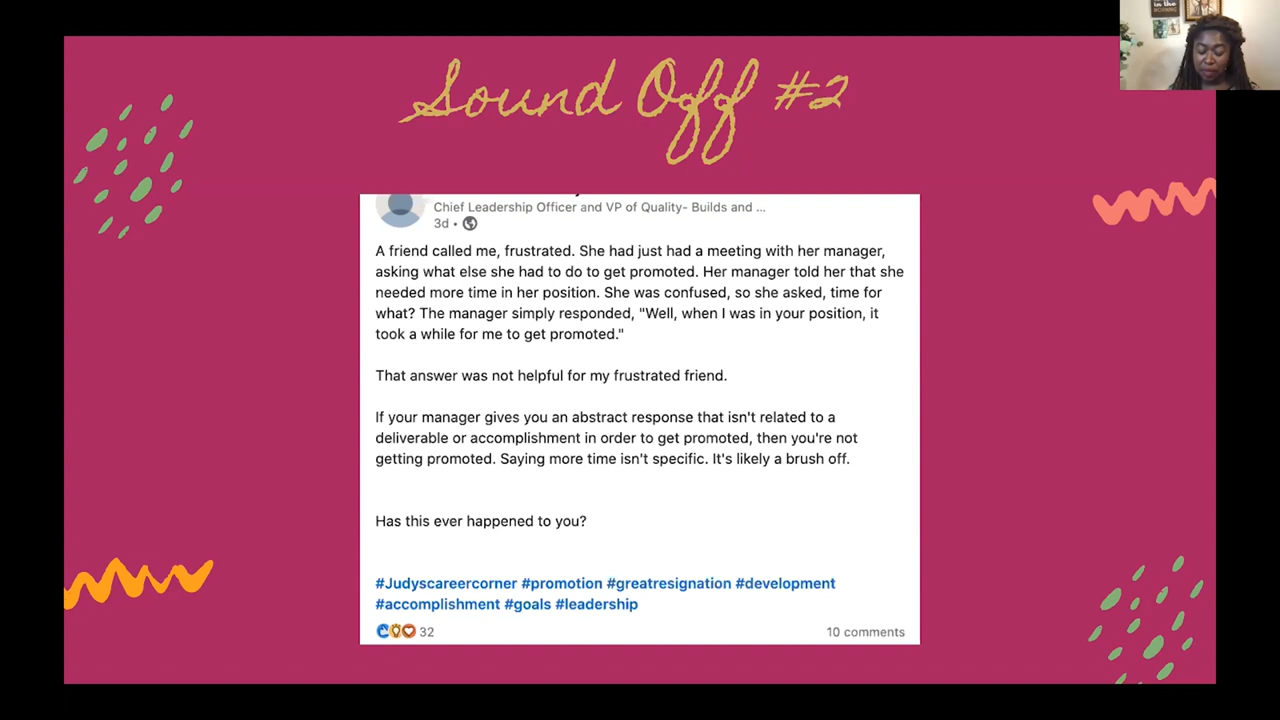 Sound Off #2
Chief Leadership Officer and VP of Quality- Builds and ...
3d •
A friend called me, frustrated. She had just had a meeting with her manager,
asking what else she had to do to get promoted. Her manager told her that she
needed more time in her position. She was confused, so she asked, time for
what? The manager simply responded, "Well, when I was in your position, it
took a while for me to get promoted."
That answer was not helpful for my frustrated friend.
If your manager gives you an abstract response that isn't related to a
deliverable or accomplishment in order to get promoted, then you're not
getting promoted. Saying more time isn't specific. It's likely a brush off.
Has this ever happened to you?
#Judyscareercorner #promotion #greatresignation #development
#accomplishment #goals #leadership
32
10 comments